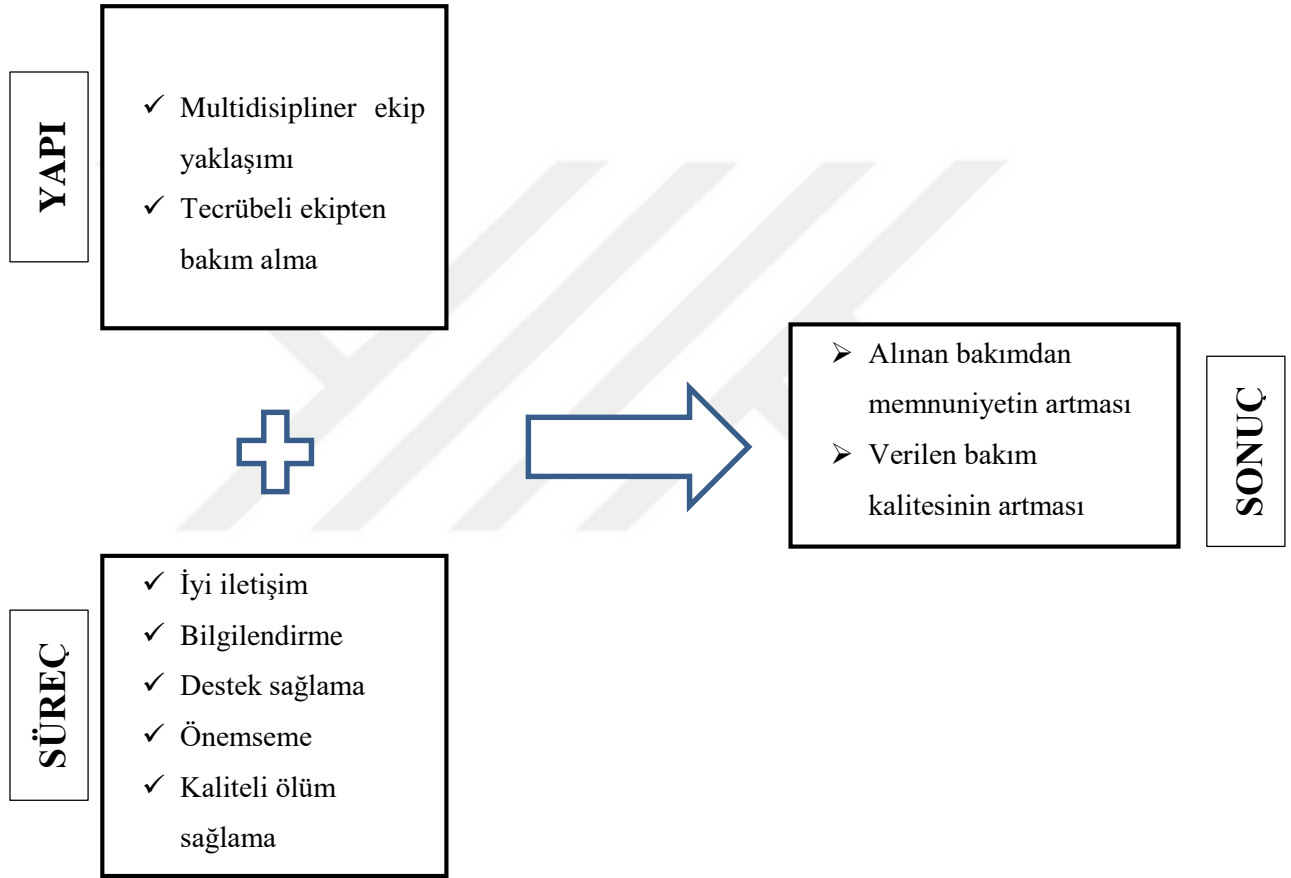 YAPI
✓ Multidisipliner ekip
yaklaşımı
✓ Tecrübeli ekipten
bakım alma
➢ Alınan bakımdan
memnuniyetin artması
➢ Verilen bakım
kalitesinin artması
SONUÇ
SÜREÇ
✓ İyi iletişim
✓ Bilgilendirme
✓ Destek sağlama
✓ Önemseme
✓ Kaliteli ölüm
sağlama